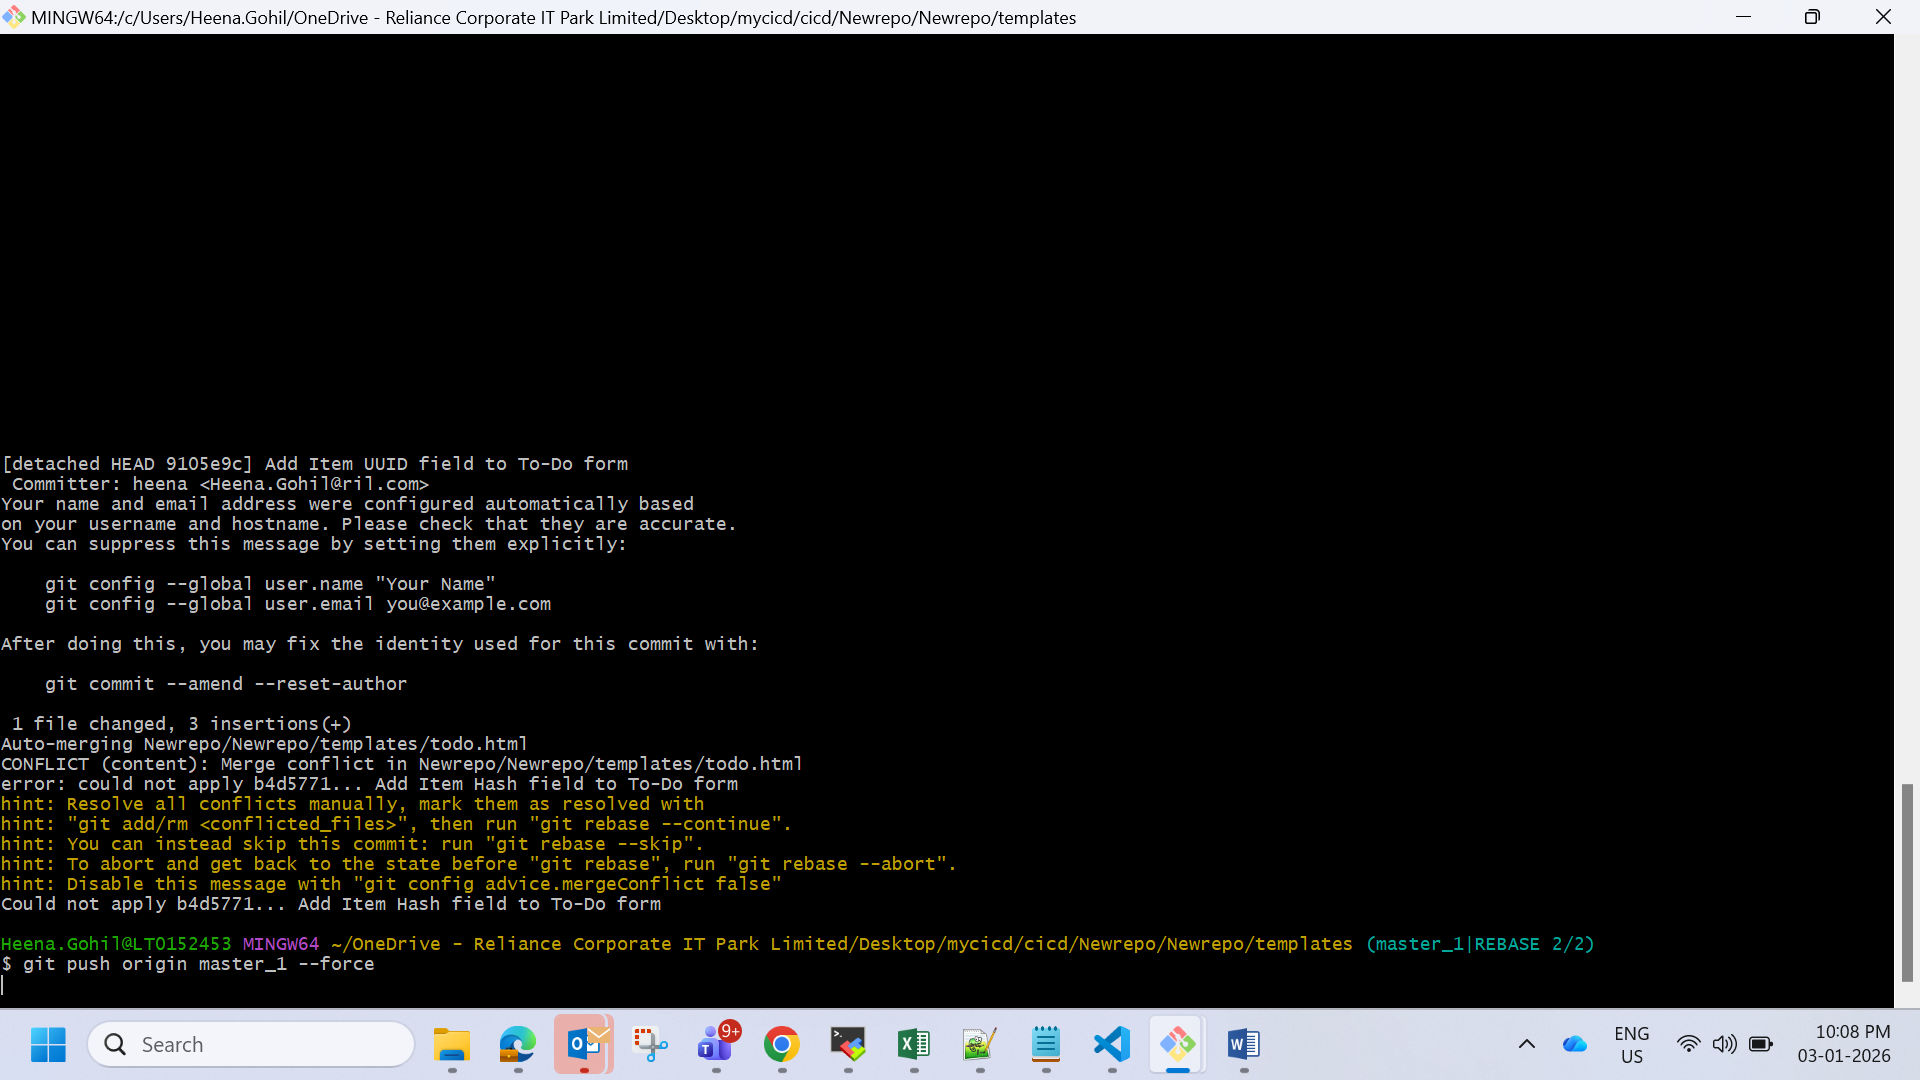 MINGW64:/c/Users/Heena.Gohil/OneDrive - Reliance Corporate IT Park Limited/Desktop/mycicd/cicd/Newrepo/Newrepo/templates
[detached HEAD 9105e9c] Add Item UUID field to To-Do form
 Committer: heena <Heena.Gohil@ril.com>
Your name and email address were configured automatically based
on your username and hostname. Please check that they are accurate.
You can suppress this message by setting them explicitly:
    git config --global user.name "Your Name"
    git config --global user.email you@example.com
After doing this, you may fix the identity used for this commit with:
    git commit --amend --reset-author
 1 file changed, 3 insertions(+)
Auto-merging Newrepo/Newrepo/templates/todo.html
CONFLICT (content): Merge conflict in Newrepo/Newrepo/templates/todo.html
error: could not apply b4d5771... Add Item Hash field to To-Do form
hint: Resolve all conflicts manually, mark them as resolved with
hint: "git add/rm <conflicted_files>", then run "git rebase --continue".
hint: You can instead skip this commit: run "git rebase --skip".
hint: To abort and get back to the state before "git rebase", run "git rebase --abort".
hint: Disable this message with "git config advice.mergeConflict false"
Could not apply b4d5771... Add Item Hash field to To-Do form
Heena.Gohil@LT0152453 MINGW64 ~/OneDrive - Reliance Corporate IT Park Limited/Desktop/mycicd/cicd/Newrepo/Newrepo/templates (master_1|REBASE 2/2)
$ git push origin master_1 --force
Search
9+
ENG
US
10:08 PM
03-01-2026